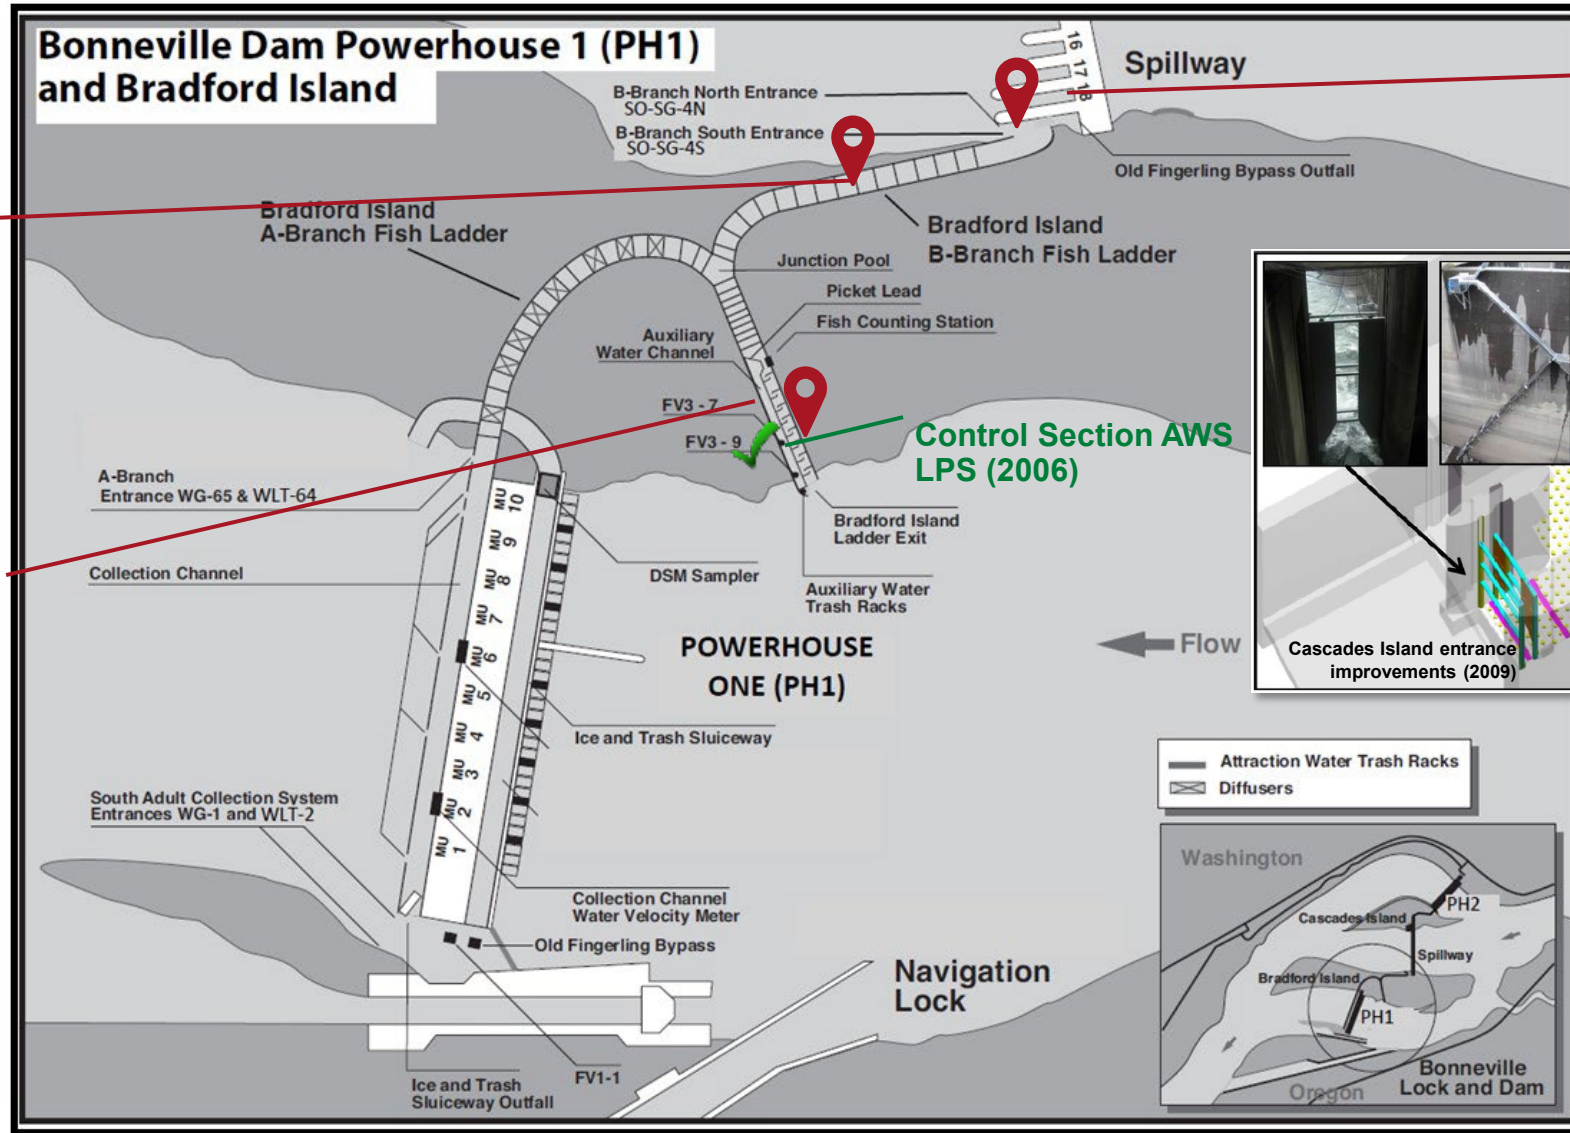 Bonneville Dam Powerhouse 1 (PH1)
and Bradford Island
Spillway
16
17
18
B-Branch North Entrance
SO-SG-4N
B-Branch South Entrance
SO-SG-4S
Old Fingerling Bypass Outfall
Bradford Island
A-Branch Fish Ladder
Bradford Island
B-Branch Fish Ladder
Junction Pool
Picket Lead
Fish Counting Station
Auxiliary
Water Channel
FV3 - 7
FV3 - 9
Control Section AWS
LPS (2006)
A-Branch
Entrance WG-65 & WLT-64
Bradford Island
Ladder Exit
Collection Channel
DSM Sampler
Auxiliary Water
Trash Racks
MU 10
MU 9
MU 8
MU 7
MU 6
MU 5
MU 4
MU 3
MU 2
MU 1
POWERHOUSE
ONE (PH1)
Flow
Cascades Island entrance
improvements (2009)
Ice and Trash Sluiceway
Attraction Water Trash Racks
Diffusers
South Adult Collection System
Entrances WG-1 and WLT-2
Collection Channel
Water Velocity Meter
Old Fingerling Bypass
Navigation
Lock
FV1-1
Ice and Trash
Sluiceway Outfall
Washington
PH2
Cascades Island
Spillway
Bradford Island
PH1
Bonneville
Lock and Dam
Oregon